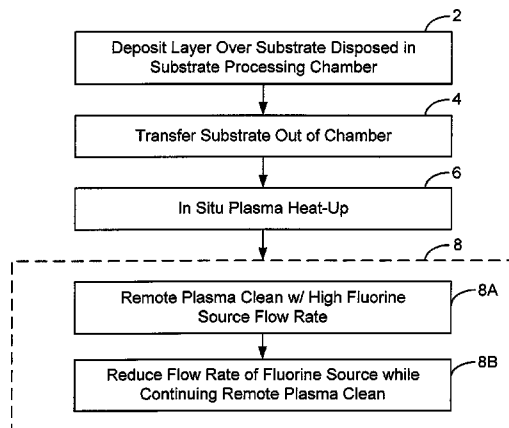 2
Deposit Layer Over Substrate Disposed in
Substrate Processing Chamber
4
Transfer Substrate Out of Chamber
6
In Situ Plasma Heat-Up
8
Remote Plasma Clean w/ High Fluorine
Source Flow Rate
8A
Reduce Flow Rate of Fluorine Source while
Continuing Remote Plasma Clean
8B